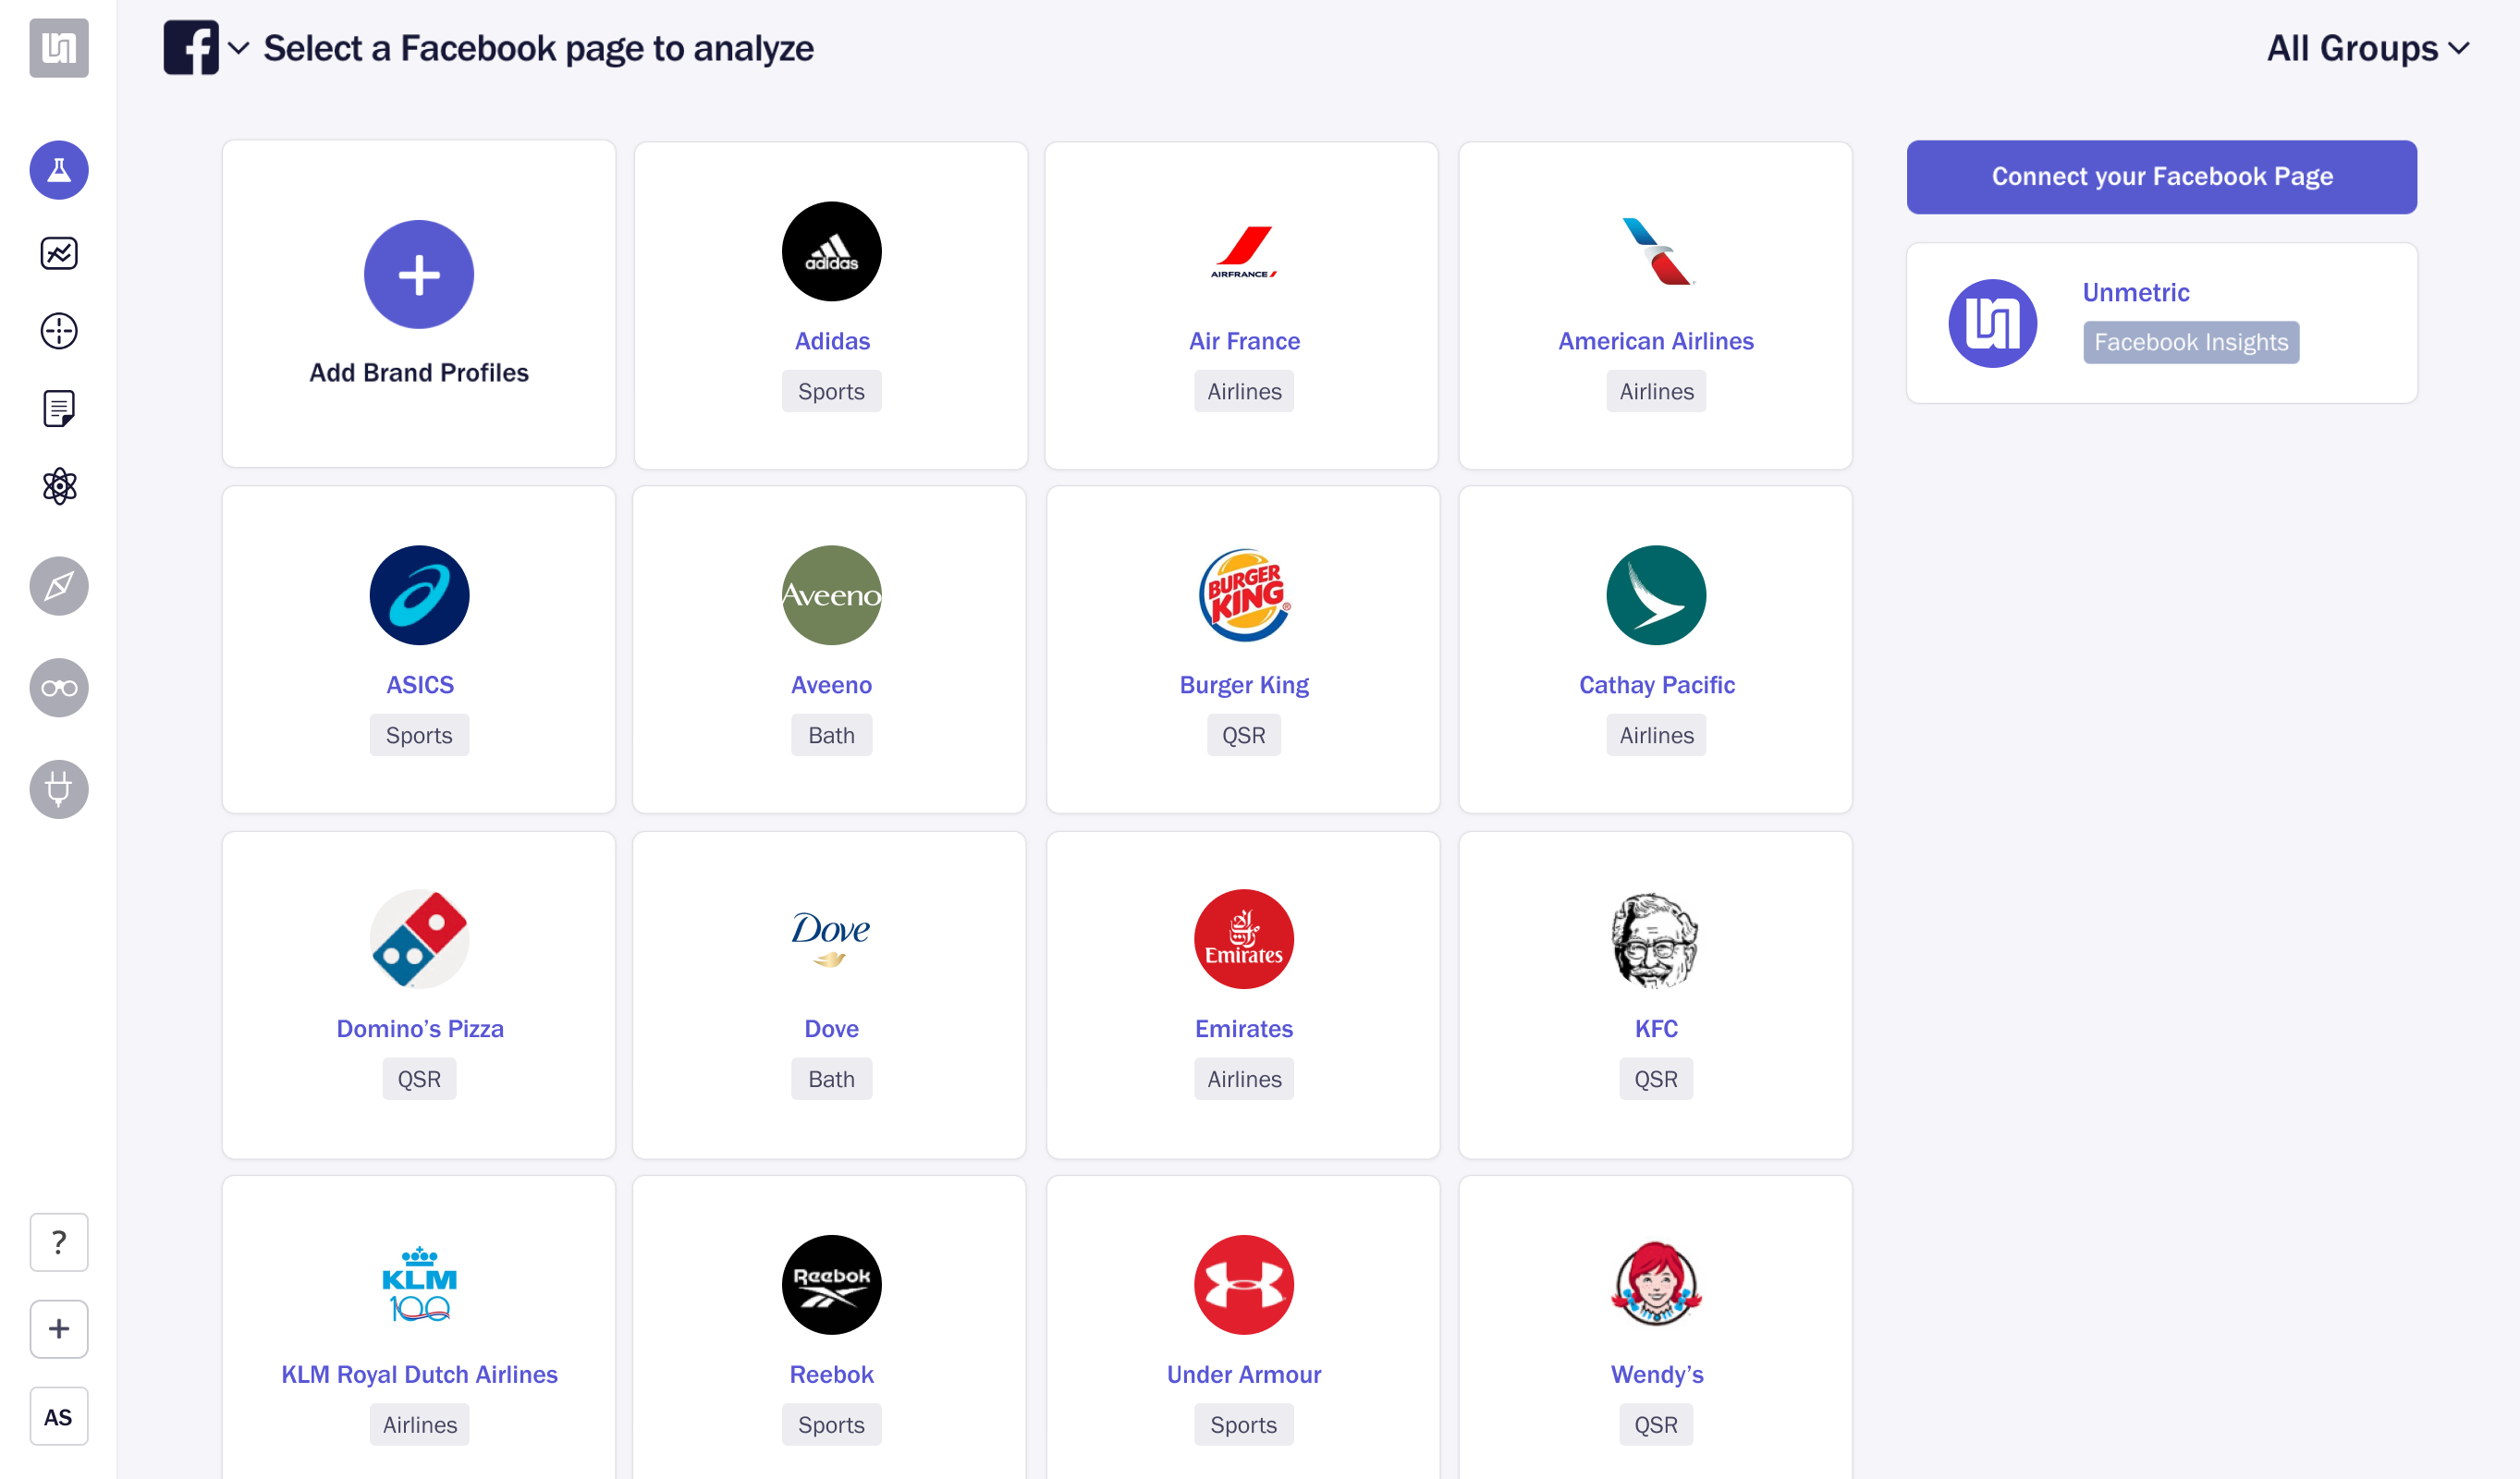 Select a Facebook page to analyze
All Groups
Add Brand Profiles
adidas
Adidas
Sports
AIRFRANCE
Air France
Airlines
American Airlines
Airlines
Connect your Facebook Page
Unmetric
Facebook Insights
ASICS
Sports
Aveeno
Aveeno
Bath
BURGER
KING
®
Burger King
QSR
Cathay Pacific
Airlines
Domino’s Pizza
QSR
Dove
Dove
Bath
Emirates
Emirates
Airlines
KFC
QSR
KLM
100
KLM Royal Dutch Airlines
Airlines
Reebok
Reebok
Sports
Under Armour
Sports
Wendy’s
QSR
?
+
AS